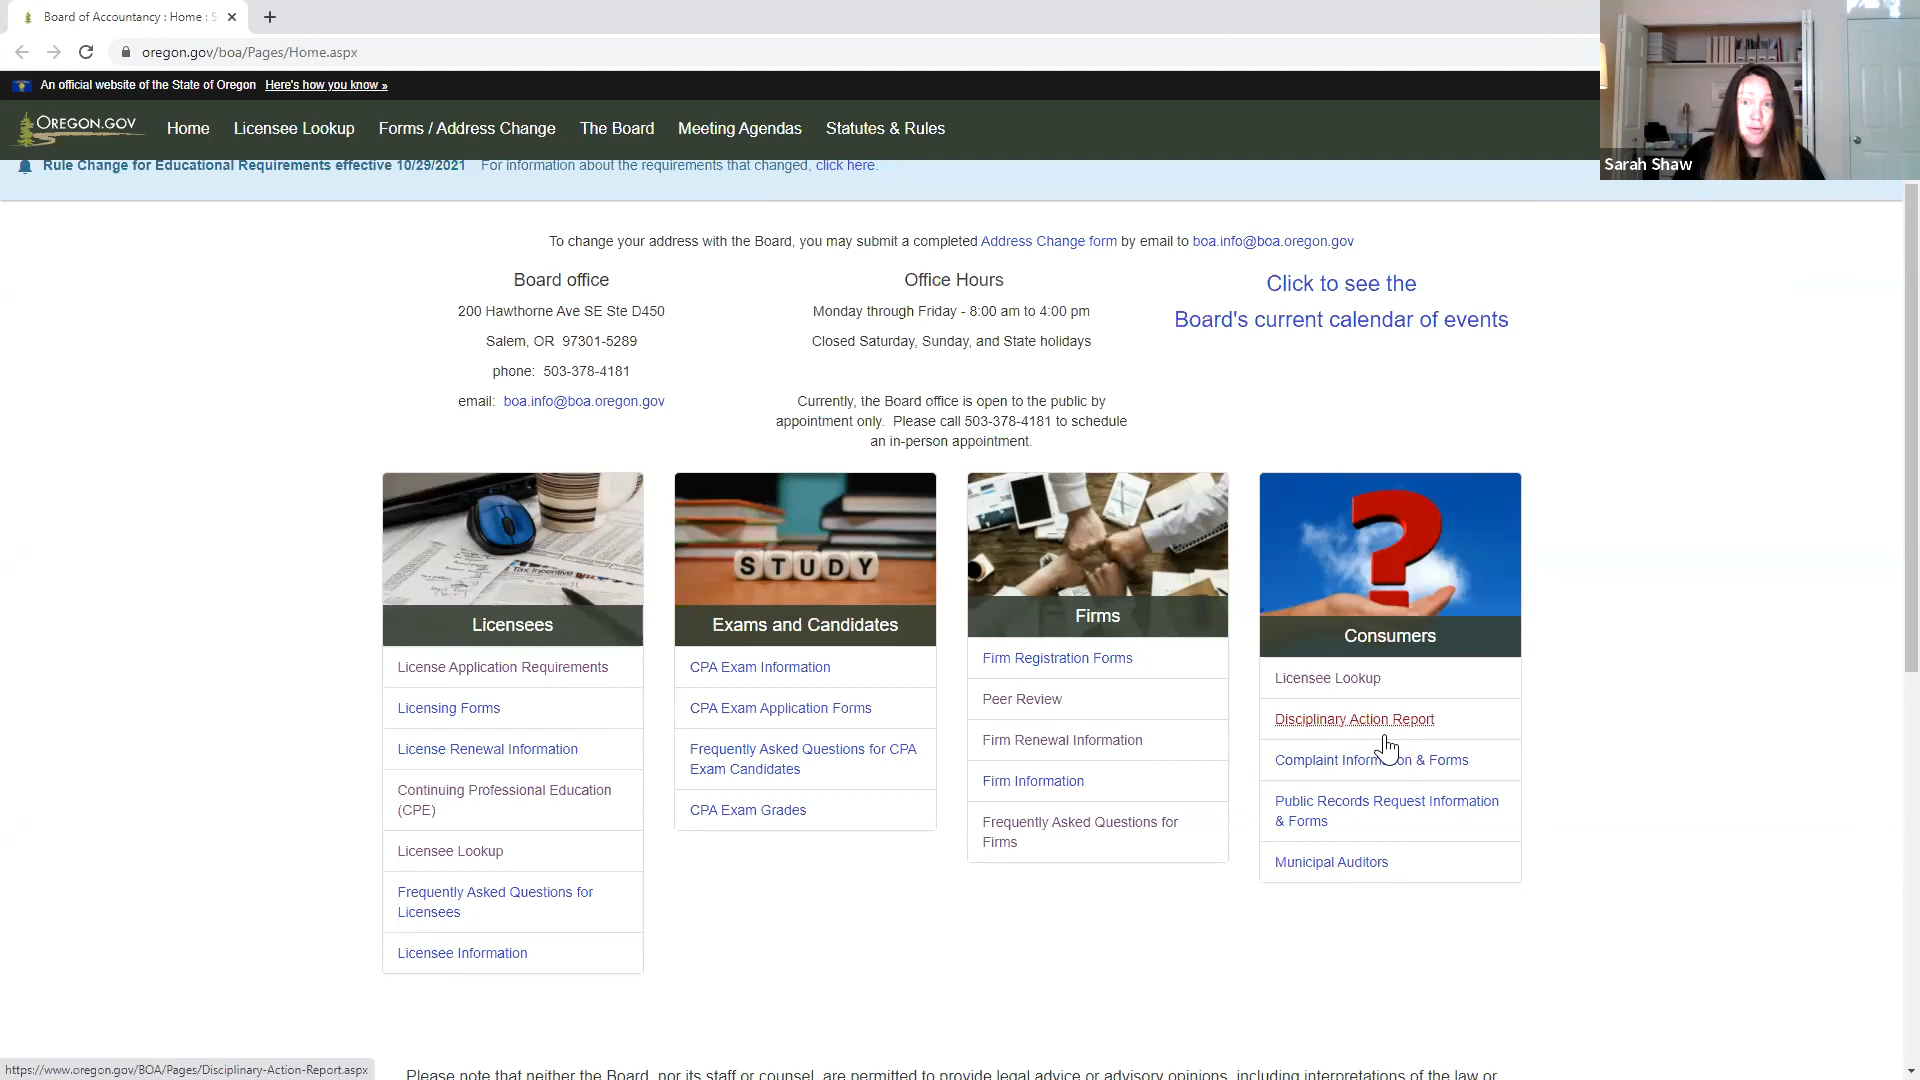 Board of Accountancy : Home : S
oregon.gov/boa/Pages/Home.aspx
An official website of the State of Oregon Here's how you know »
OREGON.GOV Home Licensee Lookup Forms / Address Change The Board Meeting Agendas Statutes & Rules
Sarah Shaw
Rule Change for Educational Requirements effective 10/29/2021 For information about the requirements that changed, click here.
To change your address with the Board, you may submit a completed Address Change form by email to boa.info@boa.oregon.gov
Board office
200 Hawthorne Ave SE Ste D450
Salem, OR 97301-5289
phone: 503-378-4181
email: boa.info@boa.oregon.gov
Office Hours
Monday through Friday - 8:00 am to 4:00 pm
Closed Saturday, Sunday, and State holidays
Currently, the Board office is open to the public by
appointment only. Please call 503-378-4181 to schedule
an in-person appointment.
Click to see the
Board's current calendar of events
Tax Incentive
Licensees
License Application Requirements
Licensing Forms
License Renewal Information
Continuing Professional Education
(CPE)
Licensee Lookup
Frequently Asked Questions for
Licensees
Licensee Information
STUDY
Exams and Candidates
CPA Exam Information
CPA Exam Application Forms
Frequently Asked Questions for CPA
Exam Candidates
CPA Exam Grades
Firms
Firm Registration Forms
Peer Review
Firm Renewal Information
Firm Information
Frequently Asked Questions for
Firms
?
Consumers
Licensee Lookup
Disciplinary Action Report
Complaint Information & Forms
Public Records Request Information
& Forms
Municipal Auditors
https://www.oregon.gov/BOA/Pages/Disciplinary-Action-Report.aspx
Please note that neither the Board, nor its staff or counsel, are permitted to provide legal advice or advisory opinions, including interpretations of the law or